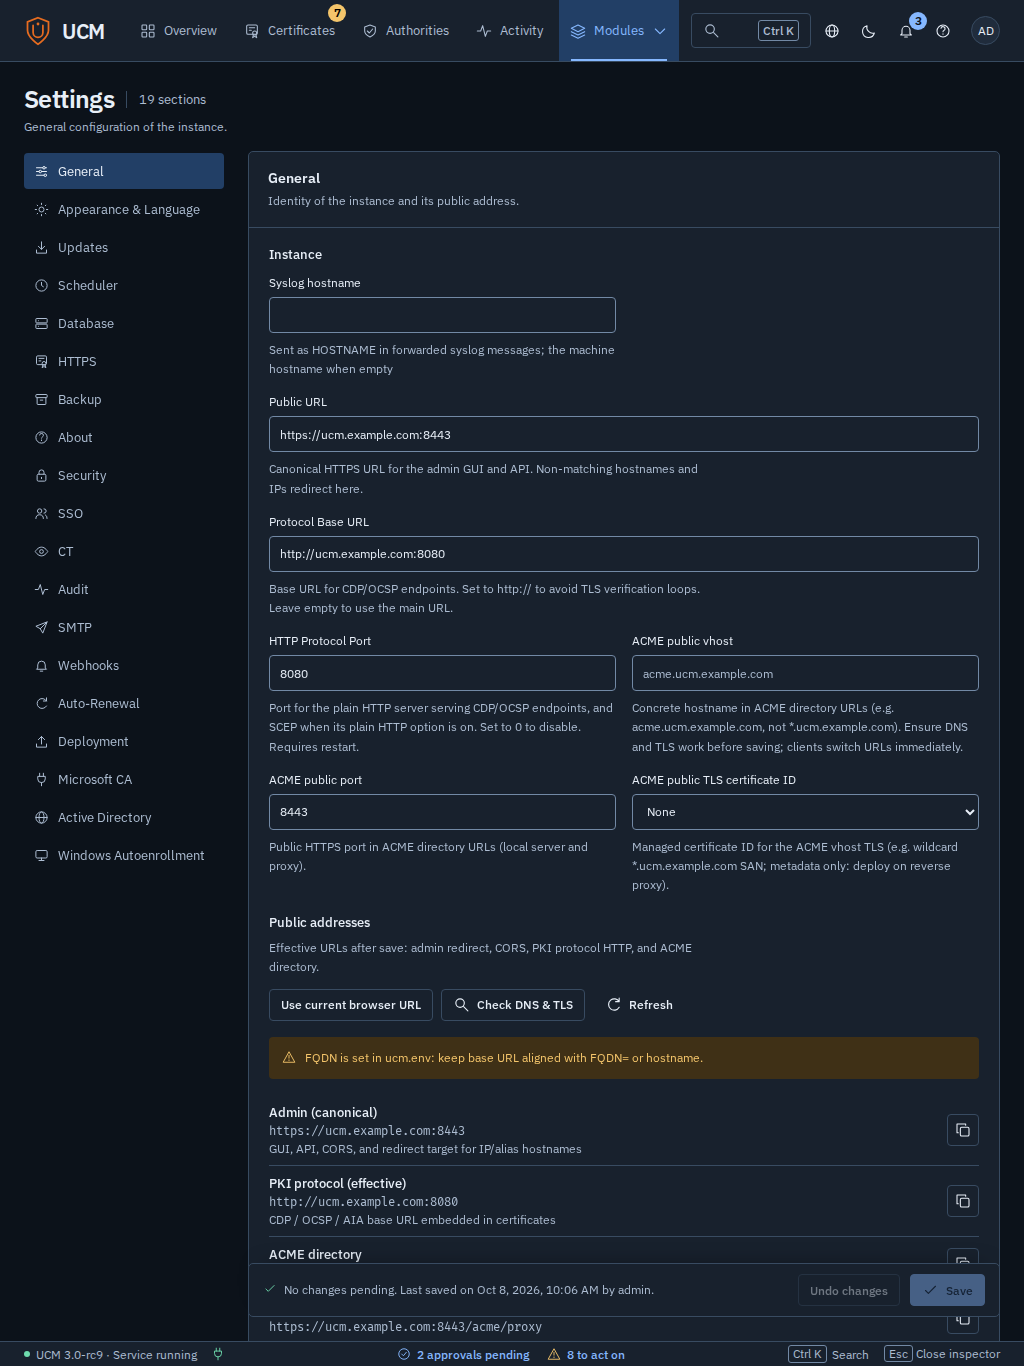 UCM
Overview
Certificates
7
Authorities
Activity
Modules
Ctrl K
3
AD
Settings
19 sections
General configuration of the instance.
General
Appearance & Language
Updates
Scheduler
Database
HTTPS
Backup
About
Security
SSO
CT
Audit
SMTP
Webhooks
Auto-Renewal
Deployment
Microsoft CA
Active Directory
Windows Autoenrollment
General
Identity of the instance and its public address.
Instance
Syslog hostname
Sent as HOSTNAME in forwarded syslog messages; the machine
hostname when empty
Public URL
https://ucm.example.com:8443
Canonical HTTPS URL for the admin GUI and API. Non-matching hostnames and
IPs redirect here.
Protocol Base URL
http://ucm.example.com:8080
Base URL for CDP/OCSP endpoints. Set to http:// to avoid TLS verification loops.
Leave empty to use the main URL.
HTTP Protocol Port
8080
Port for the plain HTTP server serving CDP/OCSP endpoints, and
SCEP when its plain HTTP option is on. Set to 0 to disable.
Requires restart.
ACME public vhost
acme.ucm.example.com
Concrete hostname in ACME directory URLs (e.g.
acme.ucm.example.com, not *.ucm.example.com). Ensure DNS
and TLS work before saving; clients switch URLs immediately.
ACME public port
8443
Public HTTPS port in ACME directory URLs (local server and
proxy).
ACME public TLS certificate ID
None
Managed certificate ID for the ACME vhost TLS (e.g. wildcard
*.ucm.example.com SAN; metadata only: deploy on reverse
proxy).
Public addresses
Effective URLs after save: admin redirect, CORS, PKI protocol HTTP, and ACME
directory.
Use current browser URL
Check DNS & TLS
Refresh
FQDN is set in ucm.env: keep base URL aligned with FQDN= or hostname.
Admin (canonical)
https://ucm.example.com:8443
GUI, API, CORS, and redirect target for IP/alias hostnames
PKI protocol (effective)
http://ucm.example.com:8080
CDP / OCSP / AIA base URL embedded in certificates
ACME directory
No changes pending. Last saved on Oct 8, 2026, 10:06 AM by admin.
Undo changes
Save
https://ucm.example.com:8443/acme/proxy
UCM 3.0-rc9 · Service running
2 approvals pending
8 to act on
Ctrl K Search
Esc Close inspector